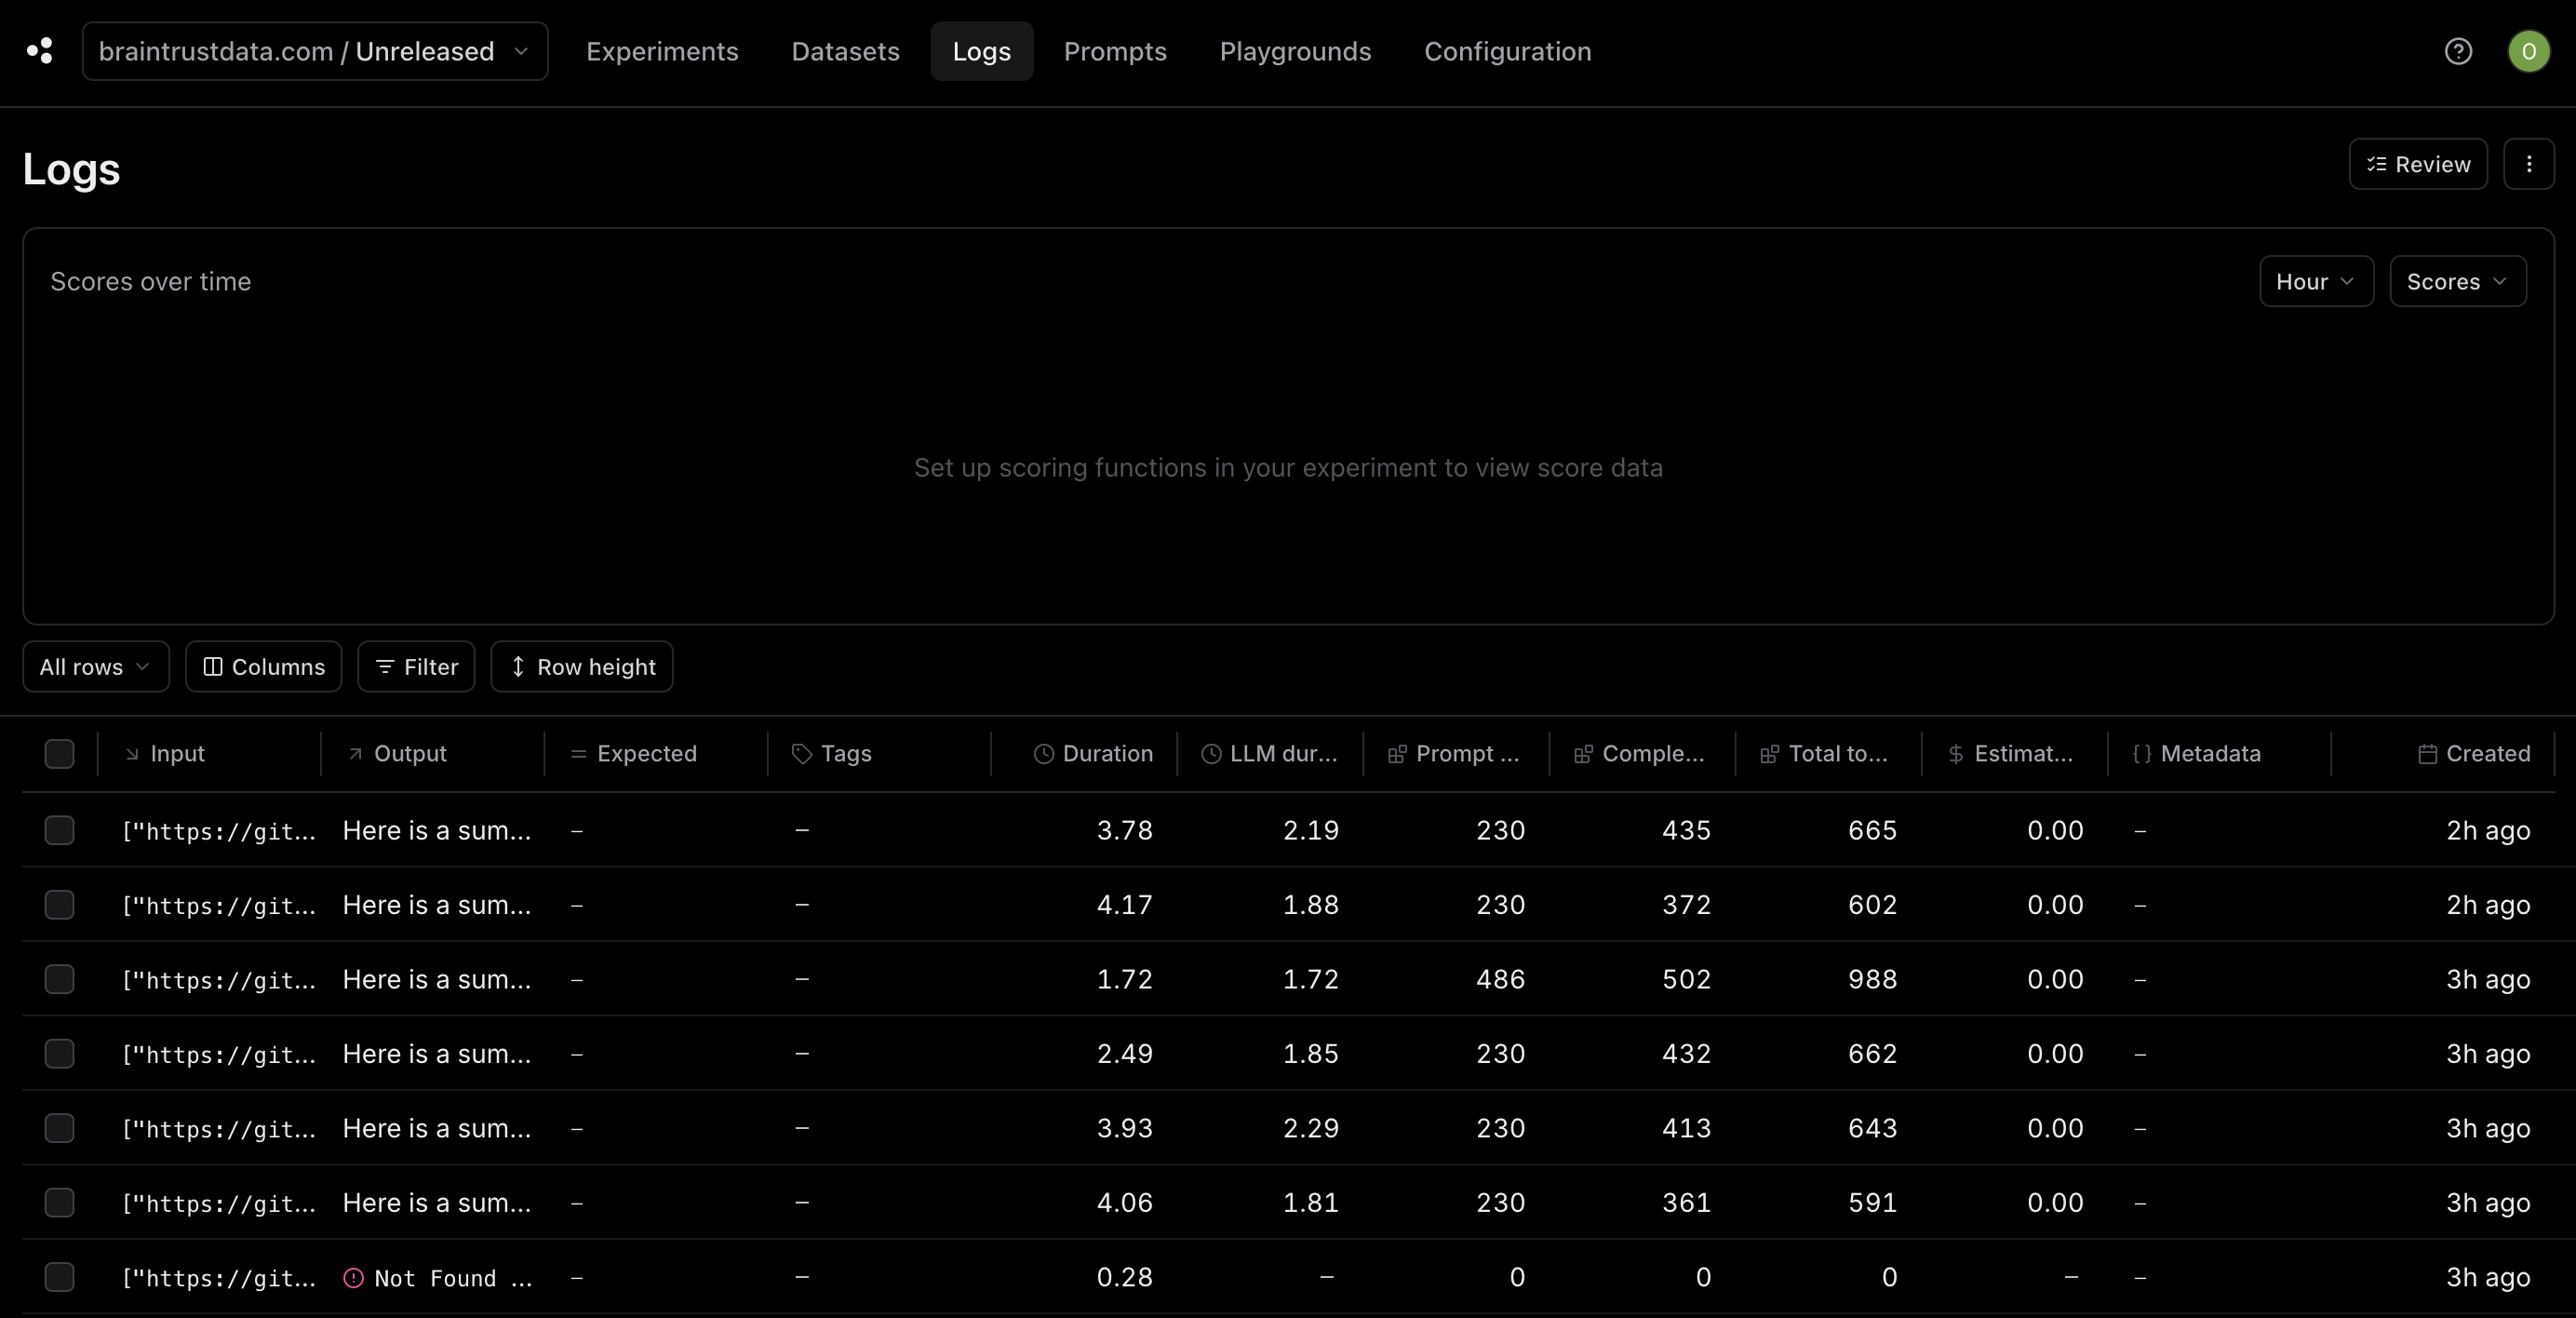 braintrustdata.com / Unreleased Experiments Datasets Logs Prompts Playgrounds Configuration O
Logs Review
Scores over time Hour Scores
Set up scoring functions in your experiment to view score data
All rows Columns Filter Row height
Input Output Expected Tags Duration LLM dur... Prompt ... Comple... Total to... Estimat... Metadata Created
["https://git... Here is a sum... – – 3.78 2.19 230 435 665 0.00 – 2h ago
["https://git... Here is a sum... – – 4.17 1.88 230 372 602 0.00 – 2h ago
["https://git... Here is a sum... – – 1.72 1.72 486 502 988 0.00 – 3h ago
["https://git... Here is a sum... – – 2.49 1.85 230 432 662 0.00 – 3h ago
["https://git... Here is a sum... – – 3.93 2.29 230 413 643 0.00 – 3h ago
["https://git... Here is a sum... – – 4.06 1.81 230 361 591 0.00 – 3h ago
["https://git... Not Found ... – – 0.28 – 0 0 0 – – 3h ago